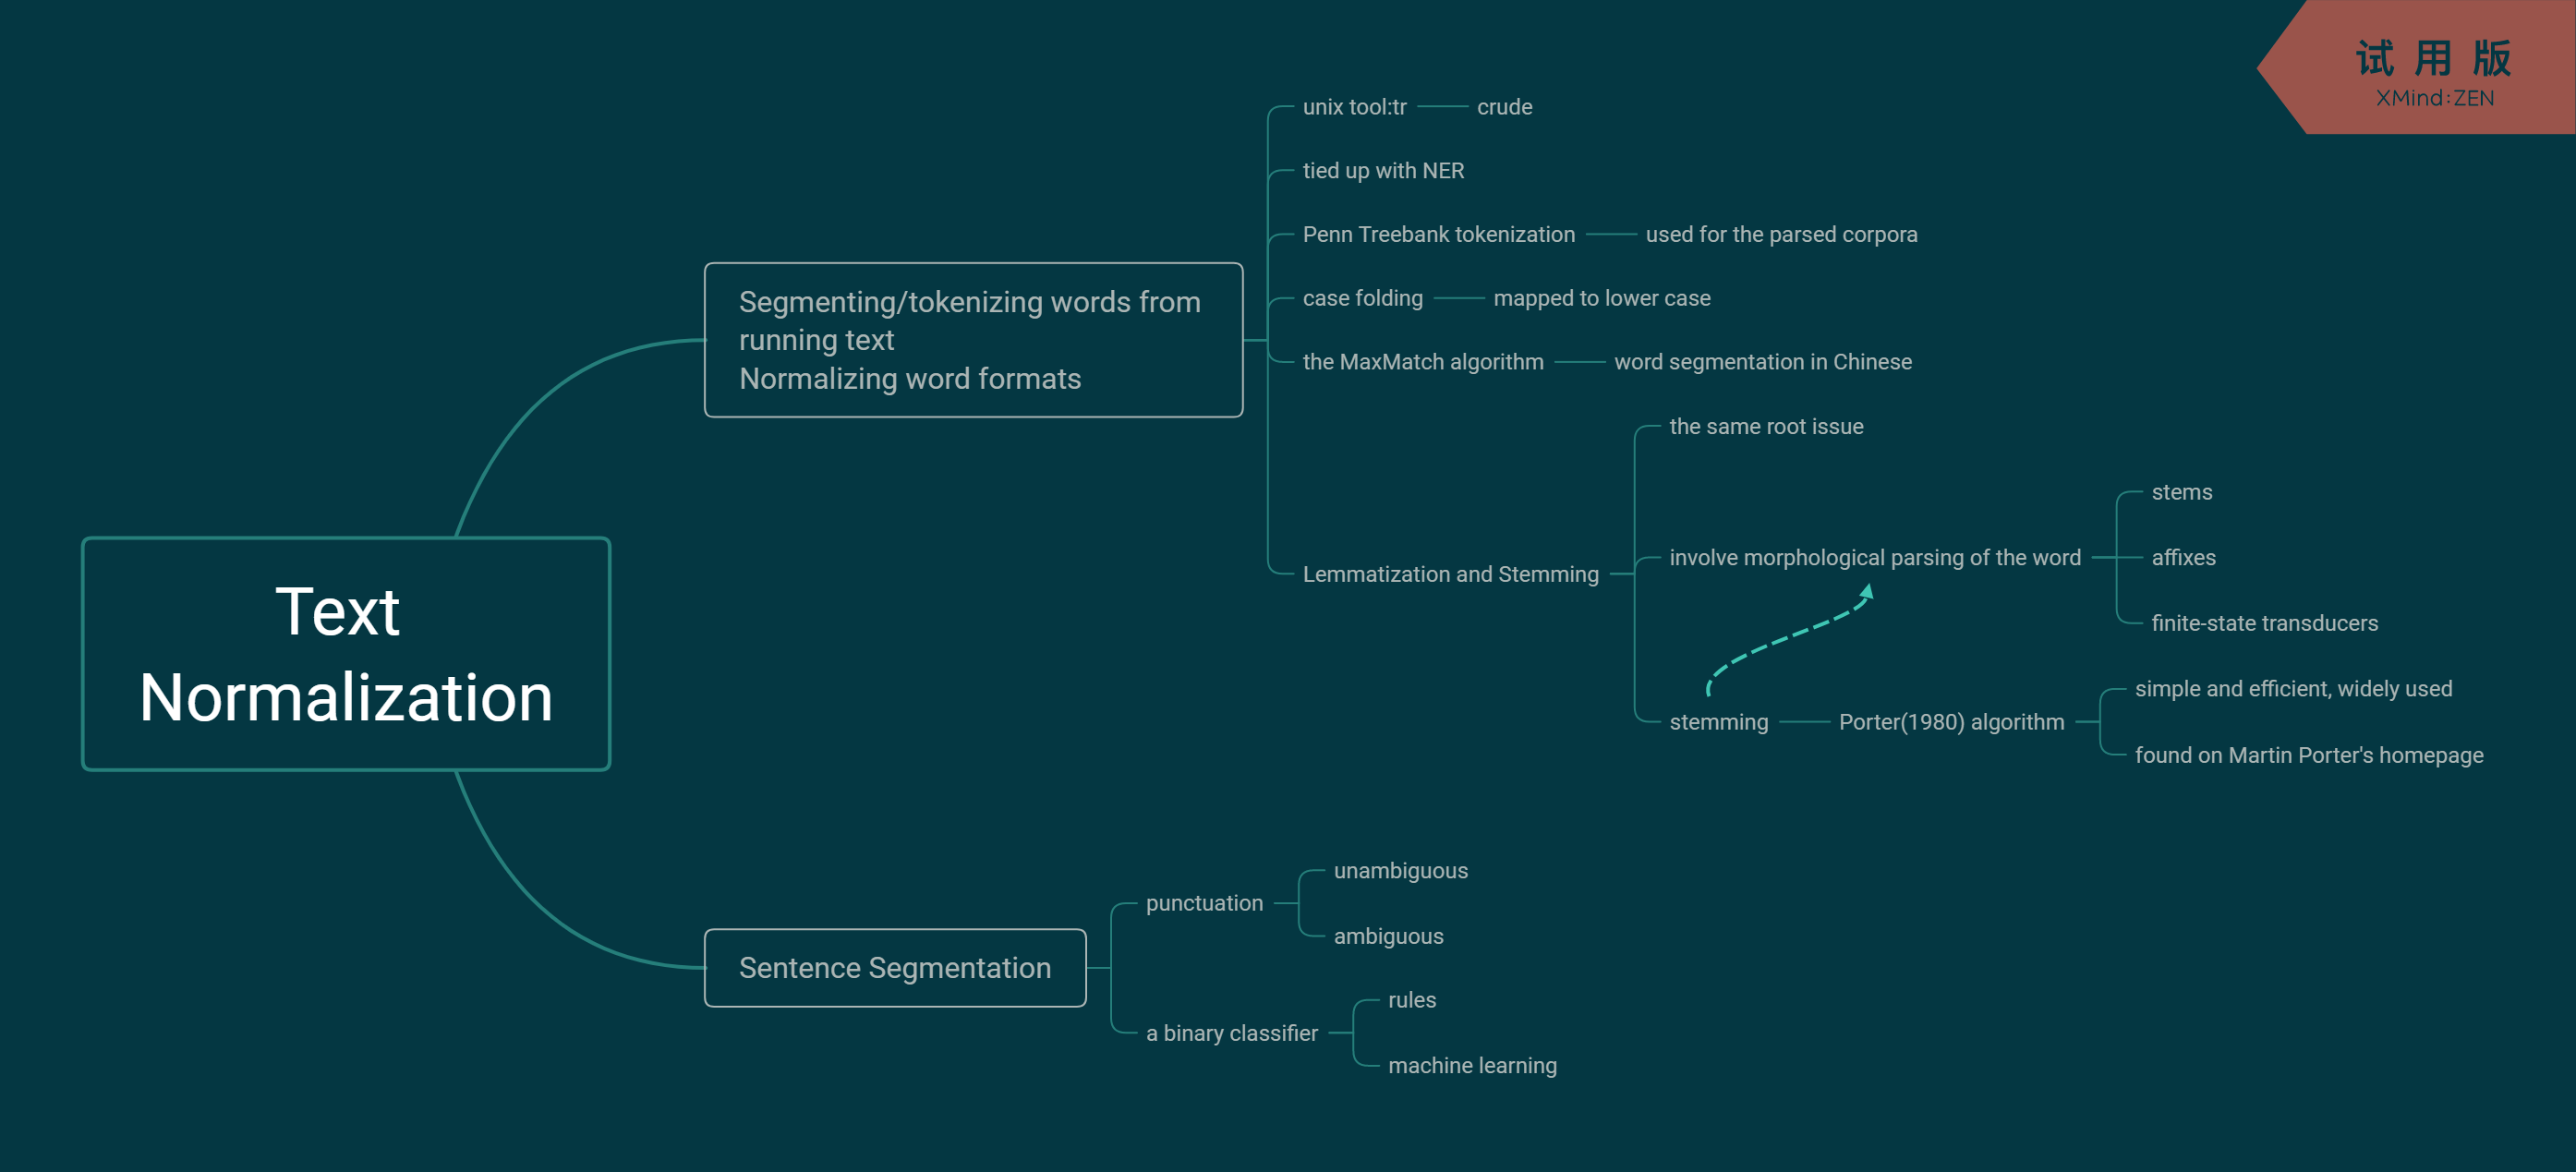 试用版
XMind:ZEN
unix tool:tr
crude
tied up with NER
Penn Treebank tokenization
used for the parsed corpora
case folding
mapped to lower case
the MaxMatch algorithm
word segmentation in Chinese
Segmenting/tokenizing words from
running text
Normalizing word formats
Lemmatization and Stemming
the same root issue
involve morphological parsing of the word
stems
affixes
finite-state transducers
stemming
Porter(1980) algorithm
simple and efficient, widely used
found on Martin Porter's homepage
Text
Normalization
Sentence Segmentation
punctuation
unambiguous
ambiguous
a binary classifier
rules
machine learning